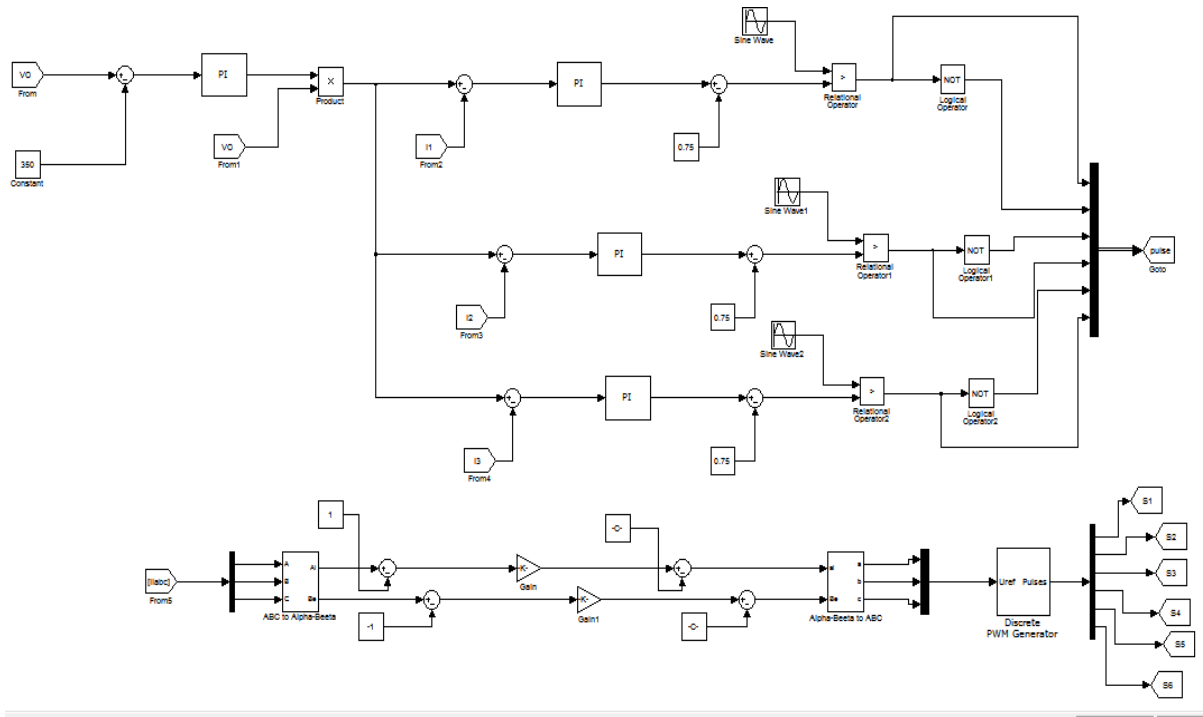 VO
From
350
Constant
PI
VO
From1
×
Product
I1
From2
PI
0.75
Sine Wave
>
Relational
Operator
NOT
Logical
Operator
I2
From3
PI
0.75
Sine Wave1
>
Relational
Operator1
NOT
Logical
Operator1
I3
From4
PI
0.75
Sine Wave2
>
Relational
Operator2
NOT
Logical
Operator2
pulse
Goto
[Iiabc]
From5
A
B
C
Al
Be
ABC to Alpha-Beeta
1
-1
-K-
Gain
-K-
Gain1
-C-
-C-
al
Be
a
b
c
Alpha-Beeta to ABC
Uref Pulses
Discrete
PWM Generator
S1
S2
S3
S4
S5
S6